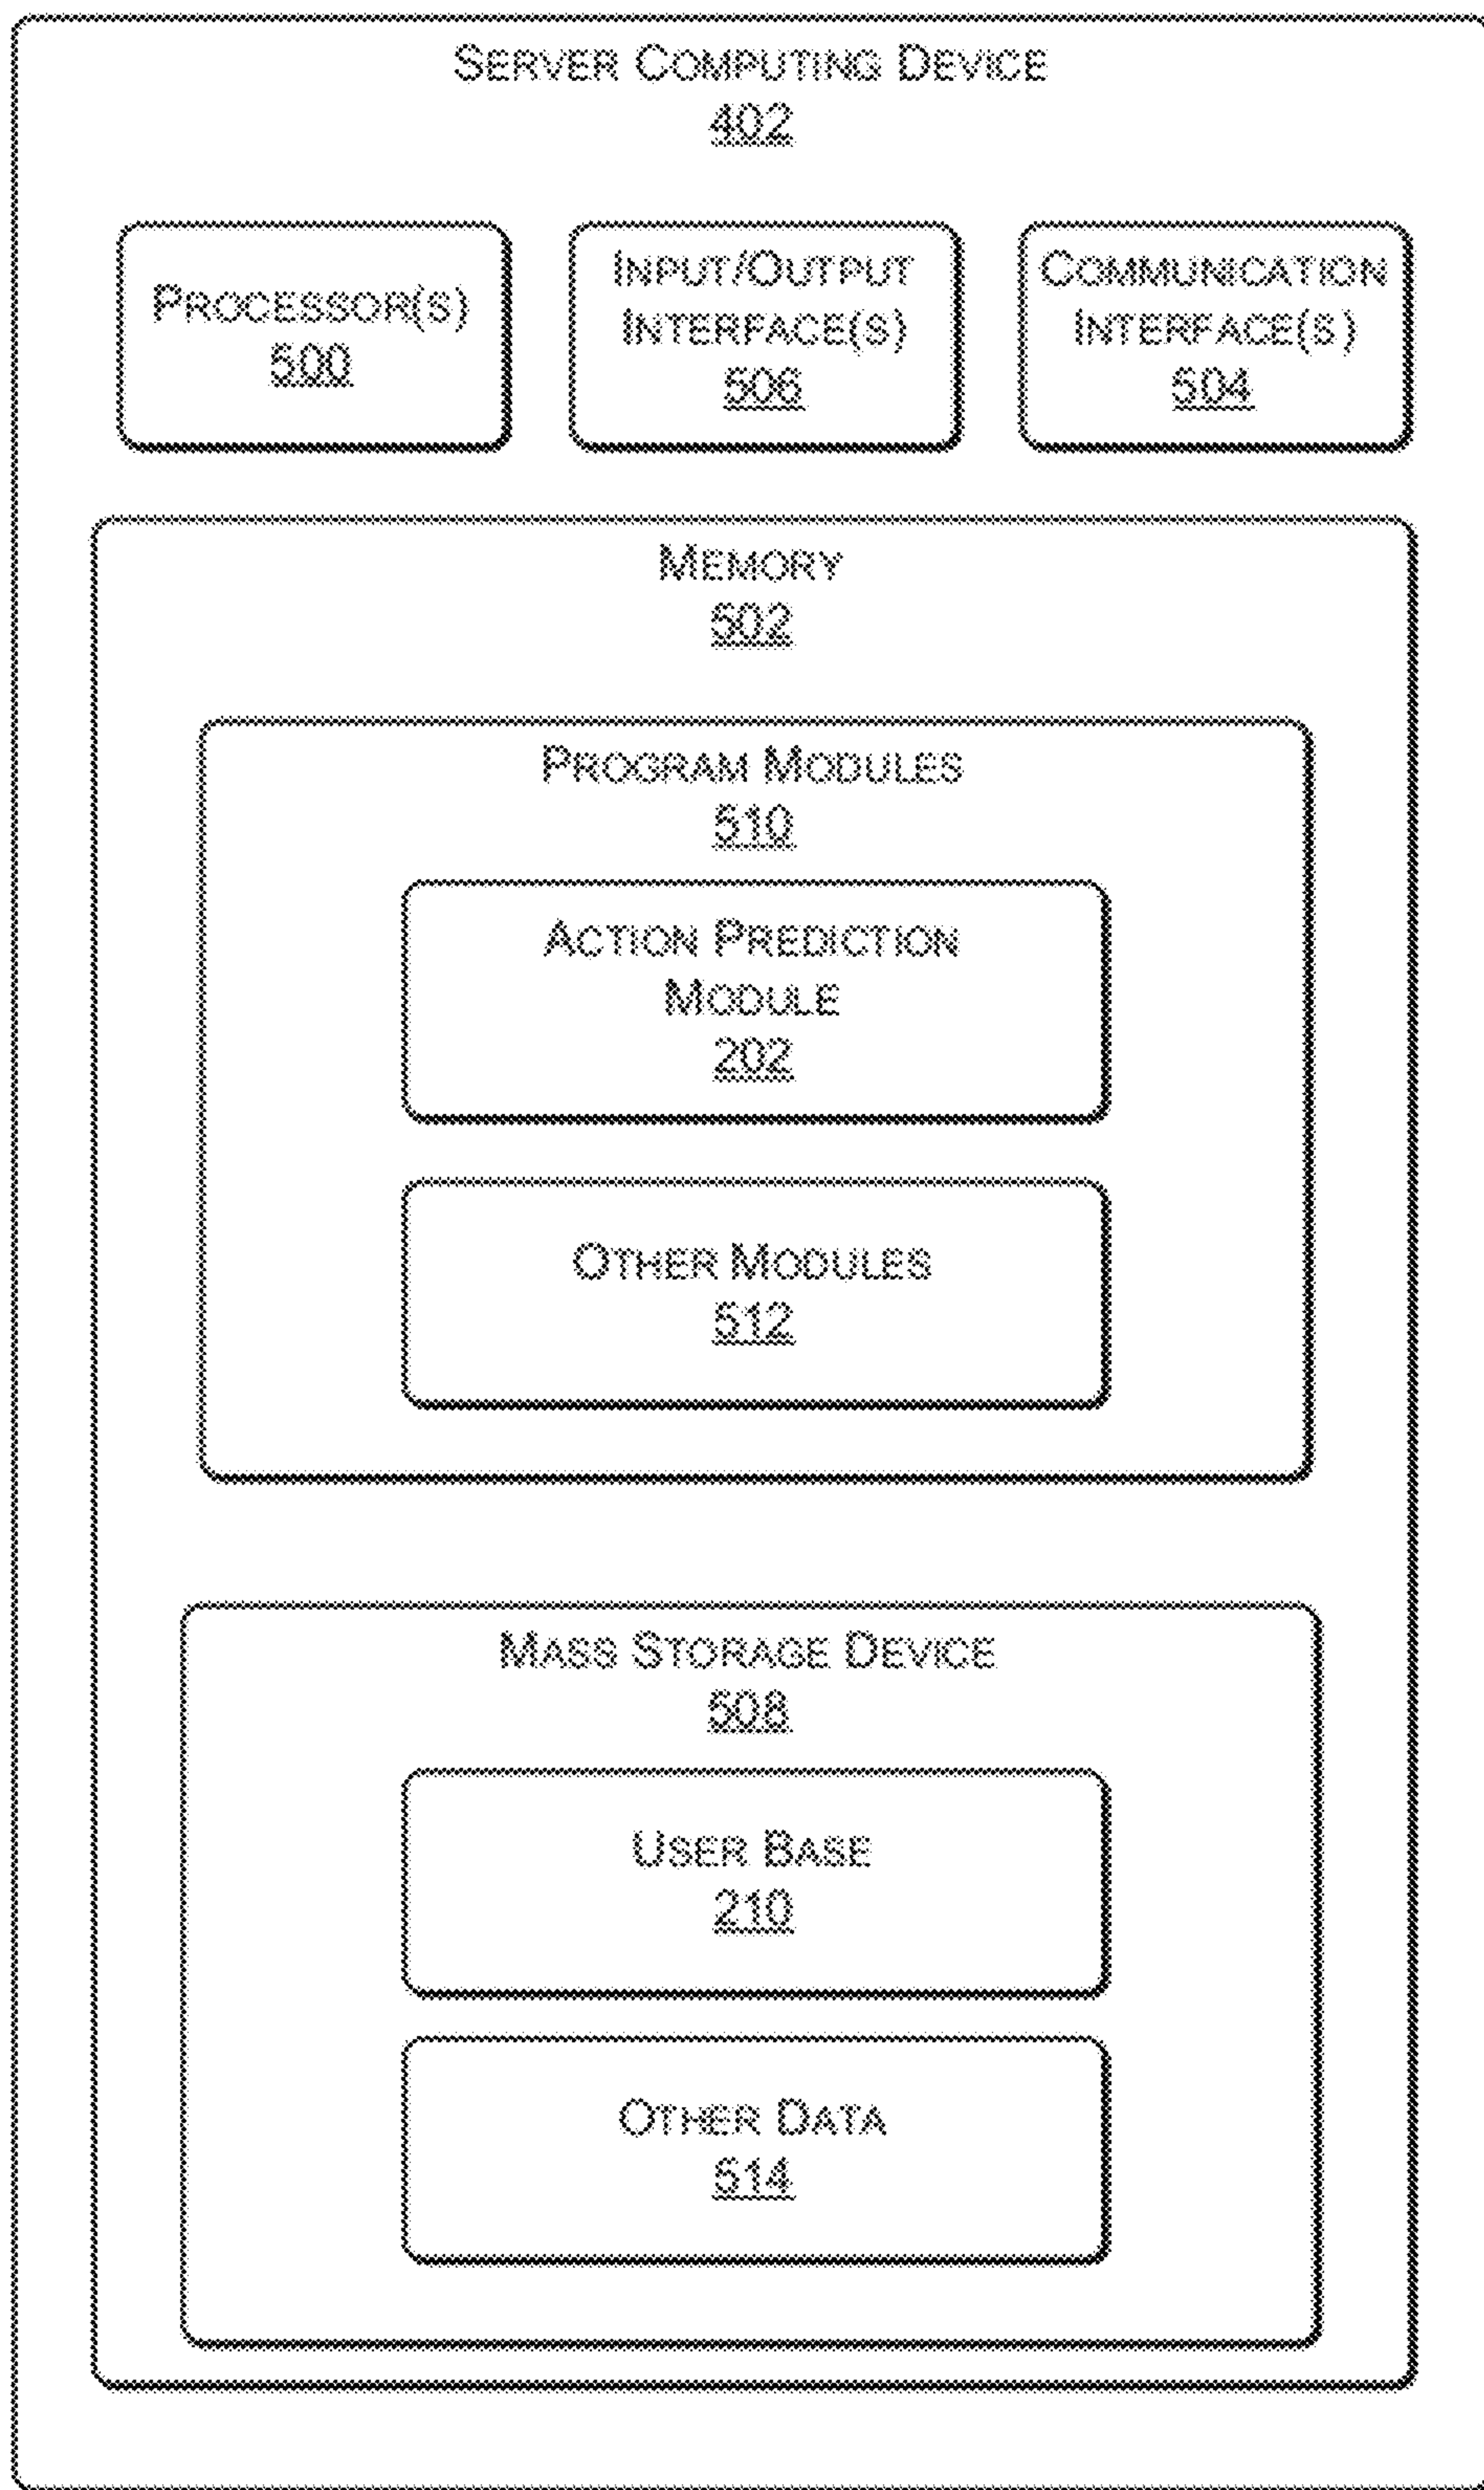 SERVER COMPUTING DEVICE
402
PROCESSOR(S)
500
INPUT/OUTPUT
INTERFACE(S)
506
COMMUNICATION
INTERFACE(S)
504
MEMORY
502
PROGRAM MODULES
510
ACTION PREDICTION
MODULE
202
OTHER MODULES
512
MASS STORAGE DEVICE
508
USER BASE
210
OTHER DATA
514